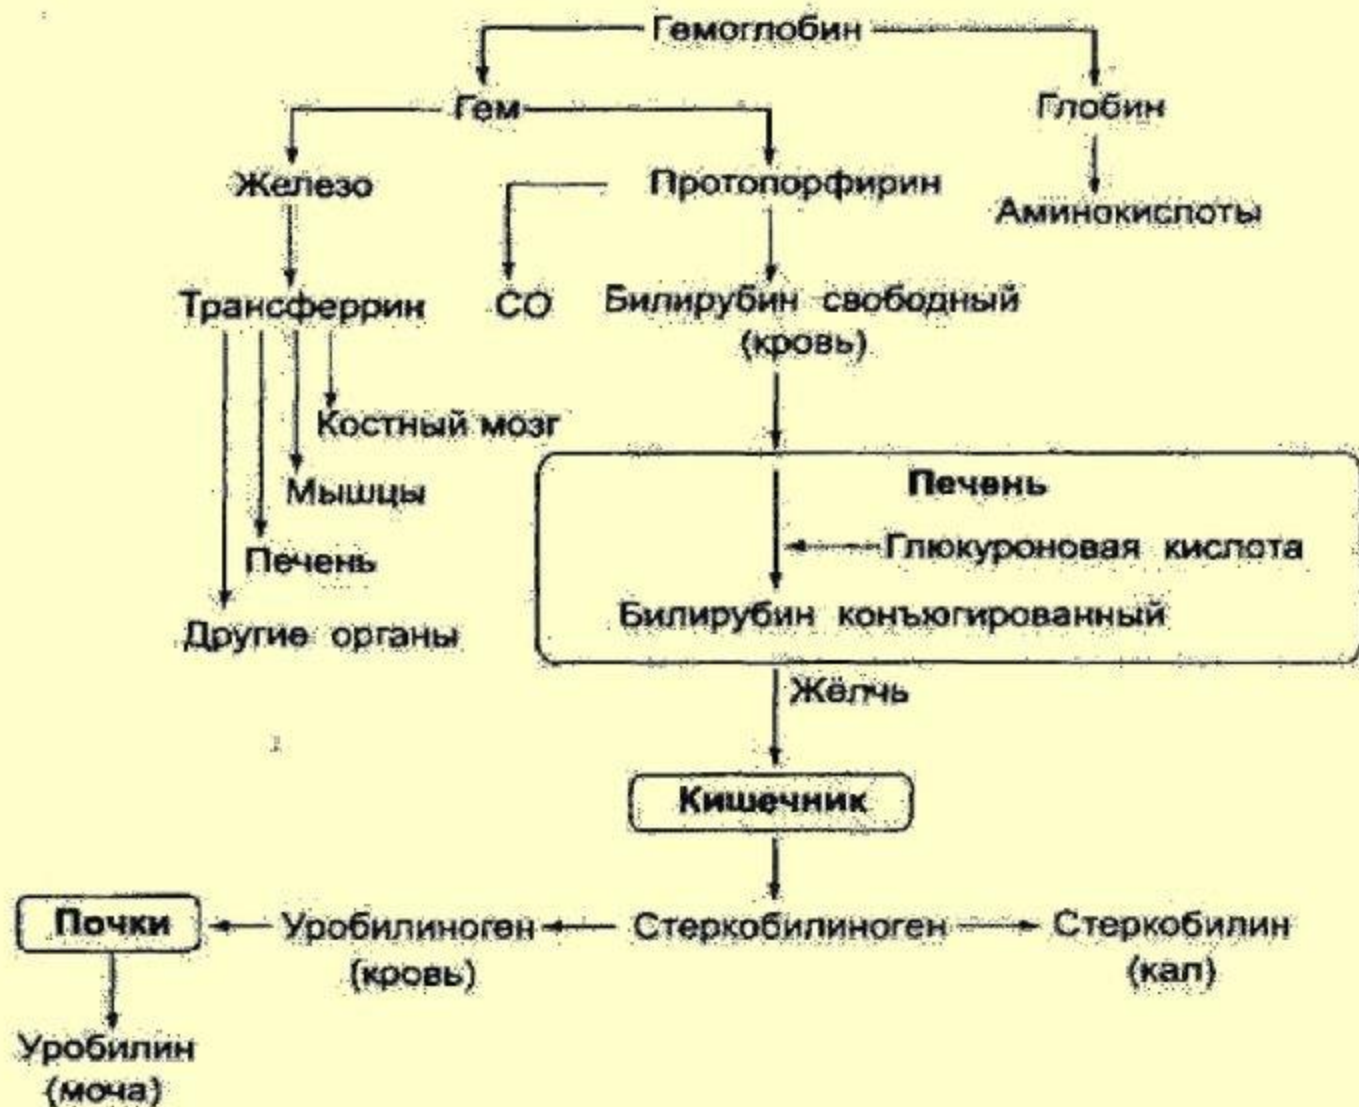 Гемоглобин
Гем
Глобин
Железо
Протопорфирин
Аминокислоты
Трансферрин
СО
Билирубин свободный
(кровь)
Костный мозг
Мышцы
Печень
Другие органы
Печень
Глюкуроновая кислота
Билирубин конъюгированный
Жёлчь
Кишечник
Почки
Уробилиноген
(кровь)
Стеркобилиноген
Стеркобилин
(кал)
Уробилин
(моча)